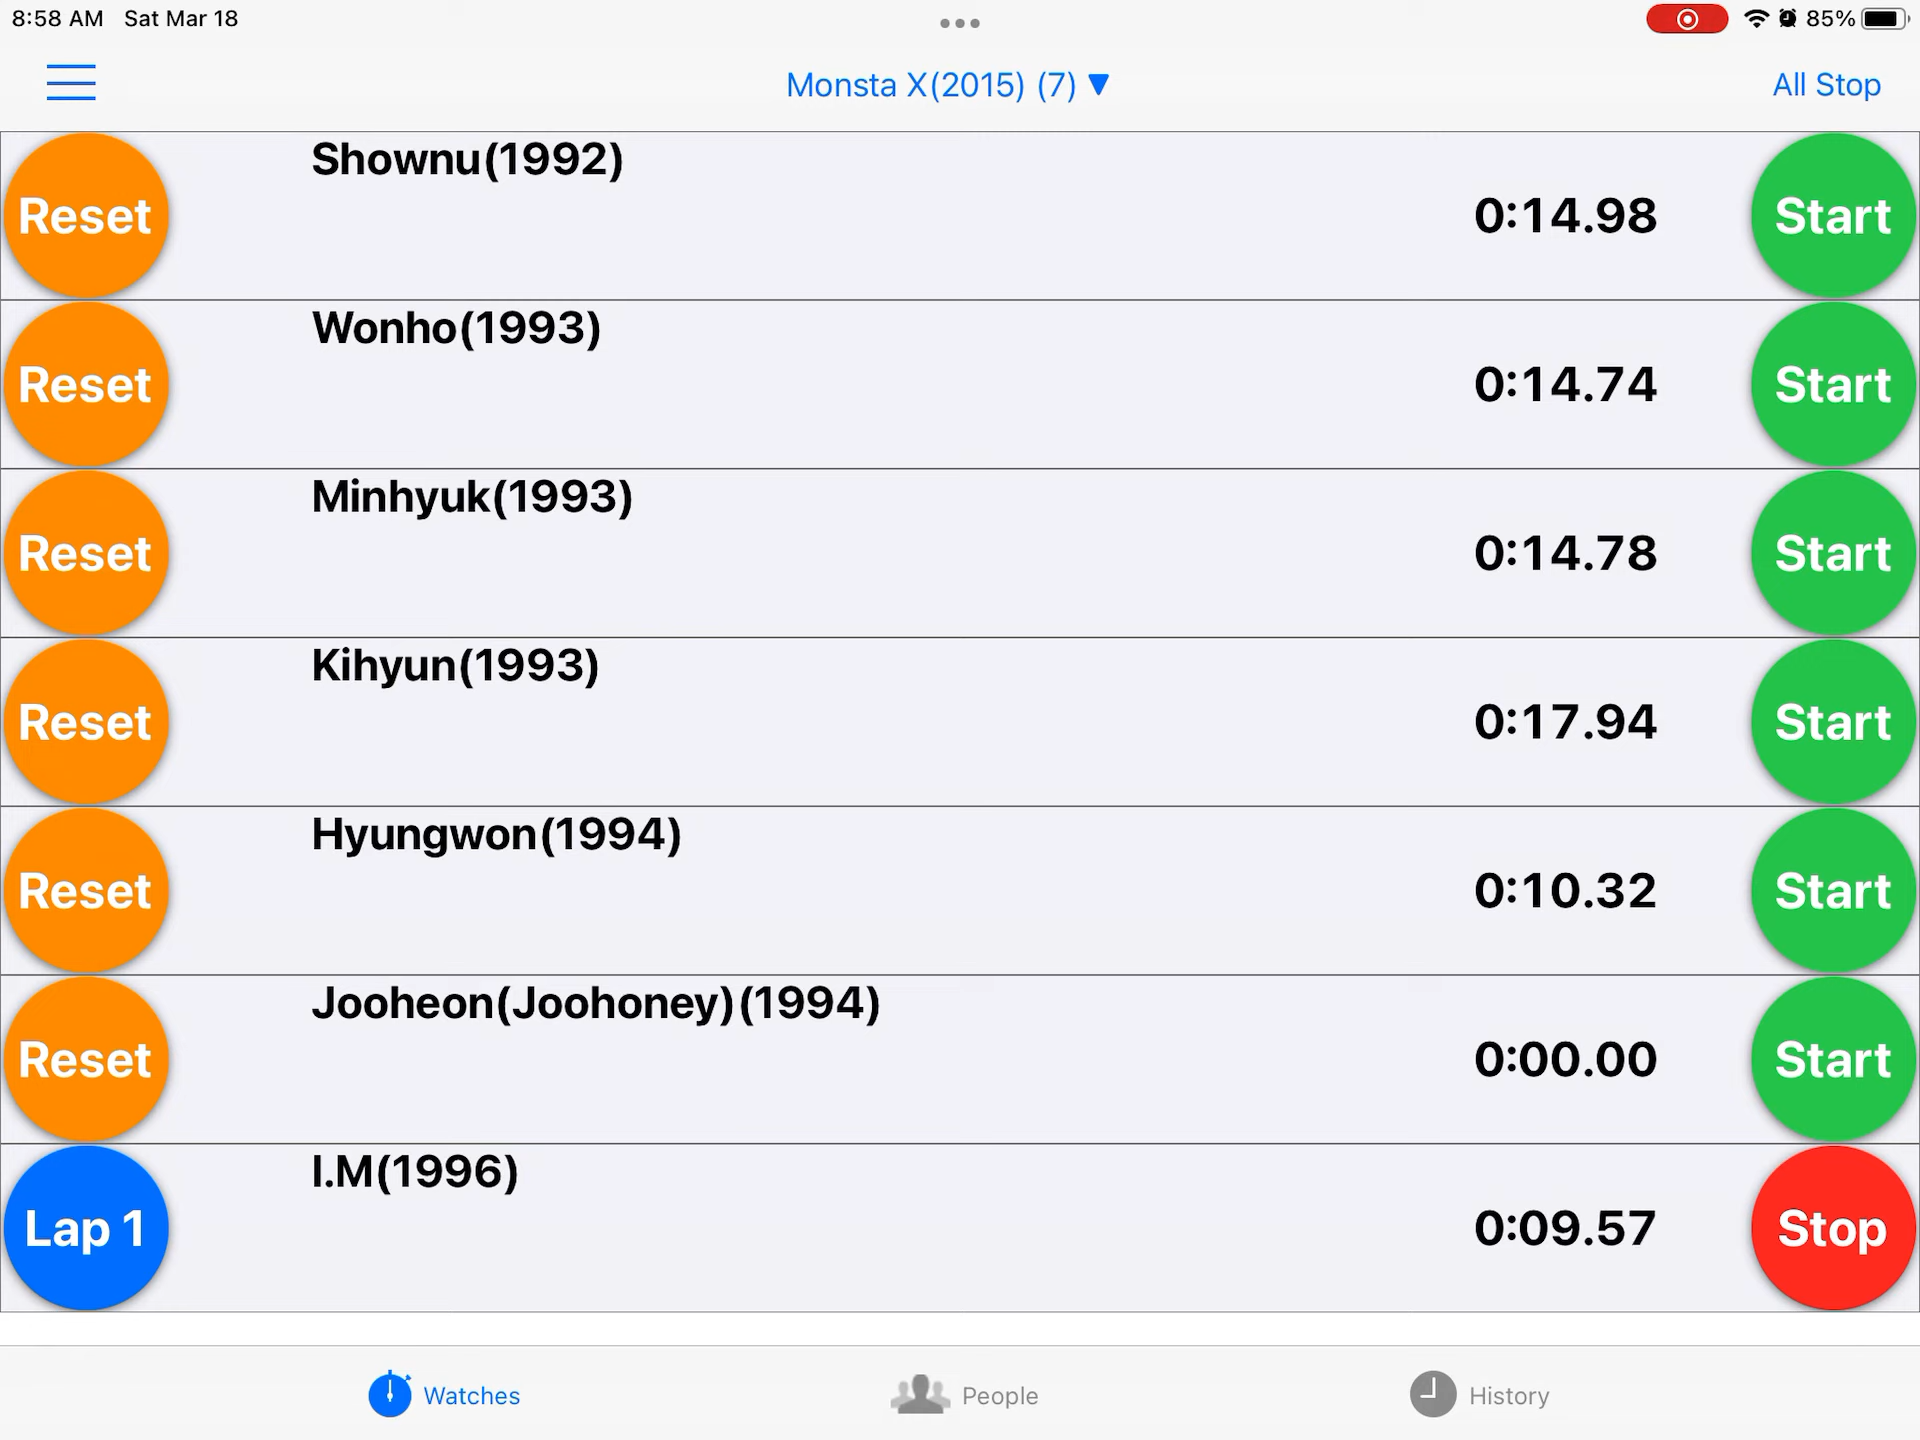 8:58 AM Sat Mar 18
85%
Monsta X(2015) (7) ▼
All Stop
Shownu(1992)
Reset
0:14.98
Start
Wonho(1993)
Reset
0:14.74
Start
Minhyuk(1993)
Reset
0:14.78
Start
Kihyun(1993)
Reset
0:17.94
Start
Hyungwon(1994)
Reset
0:10.32
Start
Jooheon(Joohoney)(1994)
Reset
0:00.00
Start
I.M(1996)
Lap 1
0:09.57
Stop
Watches
People
History